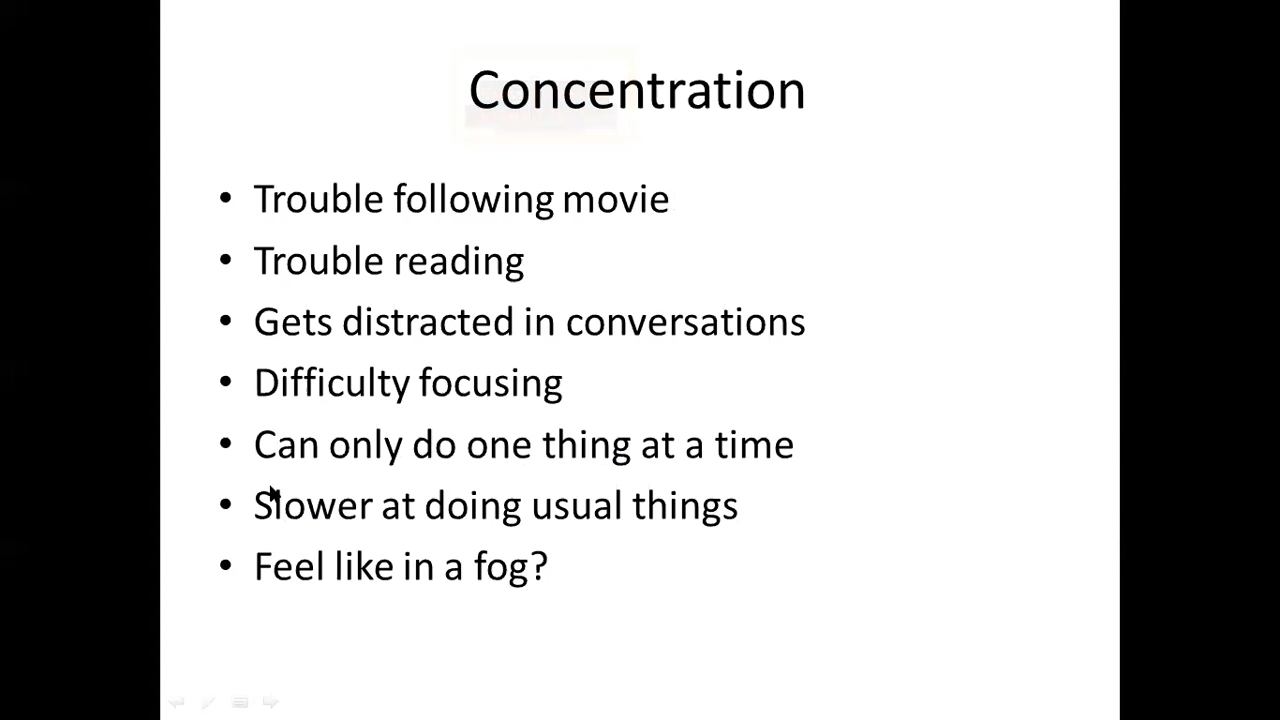 Concentration
• Trouble following movie
• Trouble reading
• Gets distracted in conversations
• Difficulty focusing
• Can only do one thing at a time
• Slower at doing usual things
• Feel like in a fog?